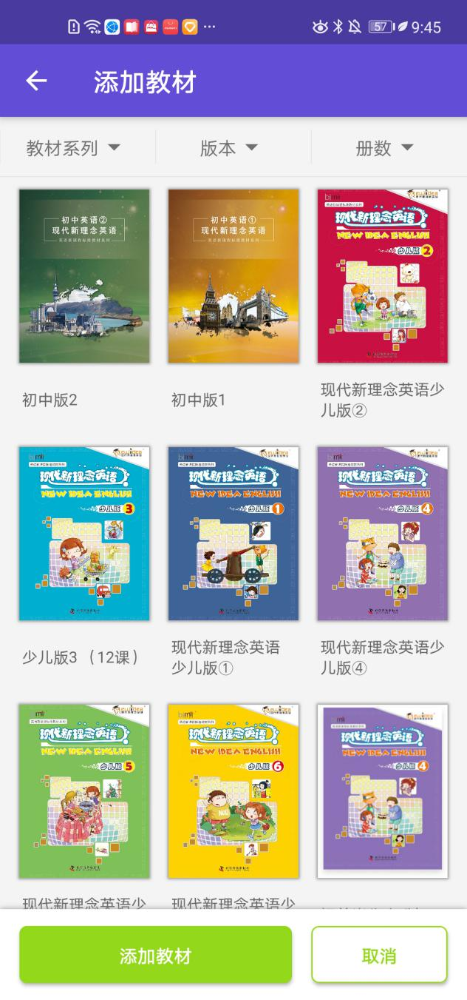 57
9:45
添加教材
教材系列
版本
册数
初中英语②
现代新理念英语
英语新课程标准教材系列
初中英语①
现代新理念英语
英语新课程标准教材系列
现代新理念英语
NEW IDEA ENGLISH
少儿版2
初中版2
初中版1
现代新理念英语少
儿版②
现代新理念英语
NEW IDEA ENGLISH
少儿版3
现代新理念英语
NEW IDEA ENGLISH
少儿版1
现代新理念英语
NEW IDEA ENGLISH
少儿版4
少儿版3 （12课）
现代新理念英语
少儿版①
现代新理念英语少
儿版④
现代新理念英语
NEW IDEA ENGLISH
少儿版5
现代新理念英语
NEW IDEA ENGLISH
少儿版6
现代新理念英语
NEW IDEA ENGLISH
少儿版4
现代新理念英语少
现代新理念英语少
添加教材
取消